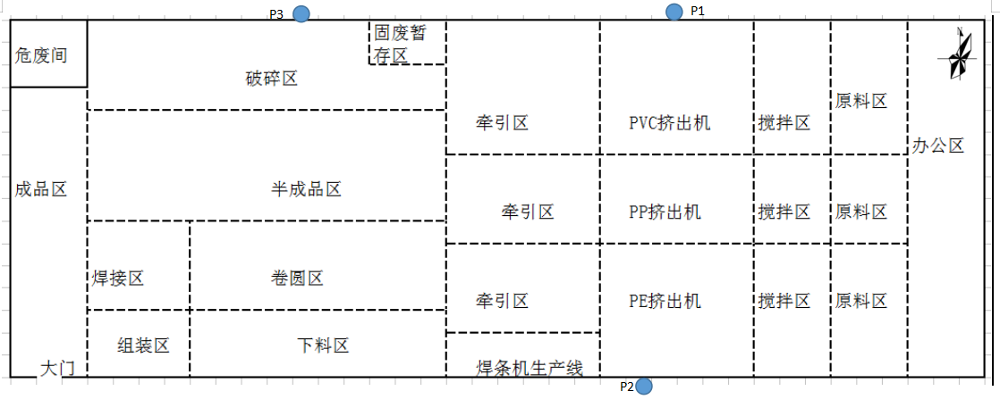 P3
P1
危废间
固废暂
存区
N
破碎区
原料区
牵引区
PVC挤出机
搅拌区
办公区
成品区
半成品区
牵引区
PP挤出机
搅拌区
原料区
焊接区
卷圆区
牵引区
PE挤出机
搅拌区
原料区
组装区
下料区
大门
焊条机生产线
P2